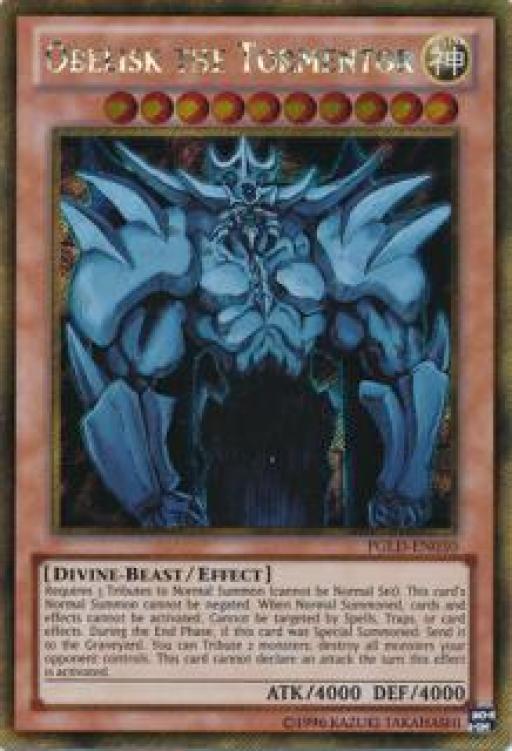 Obelisk the Tormentor
神
PGLD-EN030
[Divine-Beast/Effect]
Requires 3 Tributes to Normal Summon (cannot be Normal Set). This card's
Normal Summon cannot be negated. When Normal Summoned, cards and
effects cannot be activated. Cannot be targeted by Spells, Traps, or card
effects. During the End Phase, if this card was Special Summoned: Send it
to the Graveyard. You can Tribute 2 monsters; destroy all monsters your
opponent controls. This card cannot declare an attack the turn this effect
is activated.
ATK/4000 DEF/4000
©1996 KAZUKI TAKAHASHI